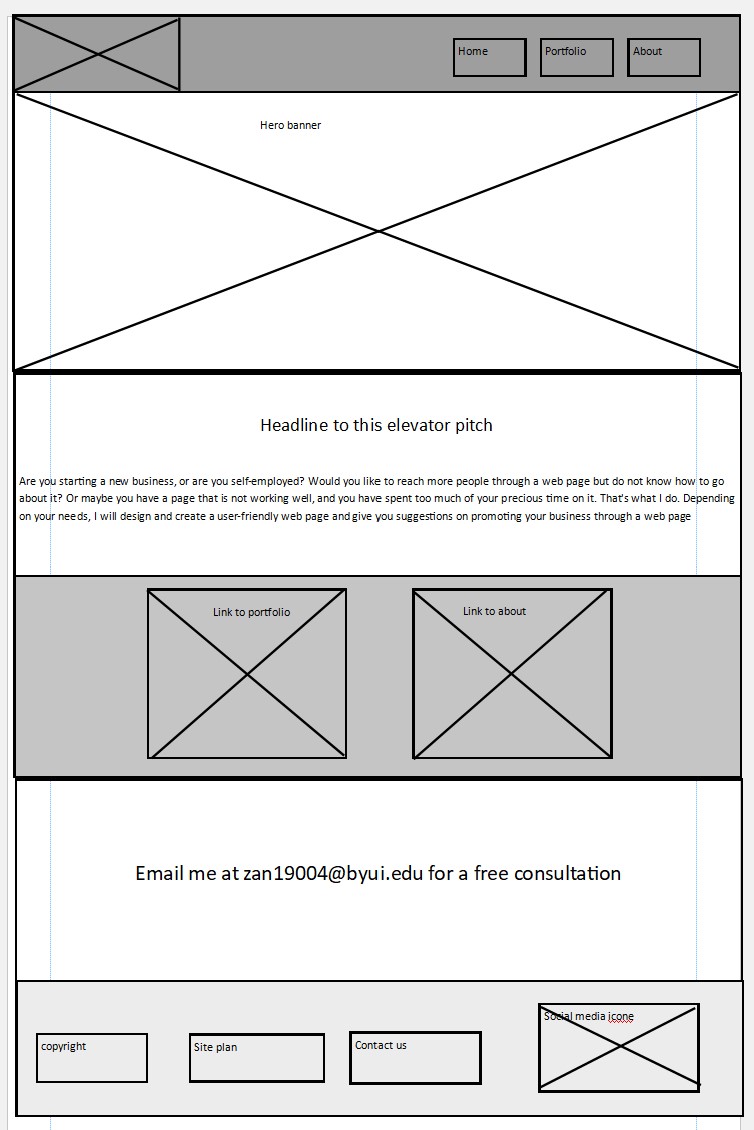 Home
Portfolio
About
Hero banner
Headline to this elevator pitch
Are you starting a new business, or are you self-employed? Would you like to reach more people through a web page but do not know how to go
about it? Or maybe you have a page that is not working well, and you have spent too much of your precious time on it. That's what I do. Depending
on your needs, I will design and create a user-friendly web page and give you suggestions on promoting your business through a web page
Link to portfolio
Link to about
Email me at zan19004@byui.edu for a free consultation
copyright
Site plan
Contact us
Social media icone